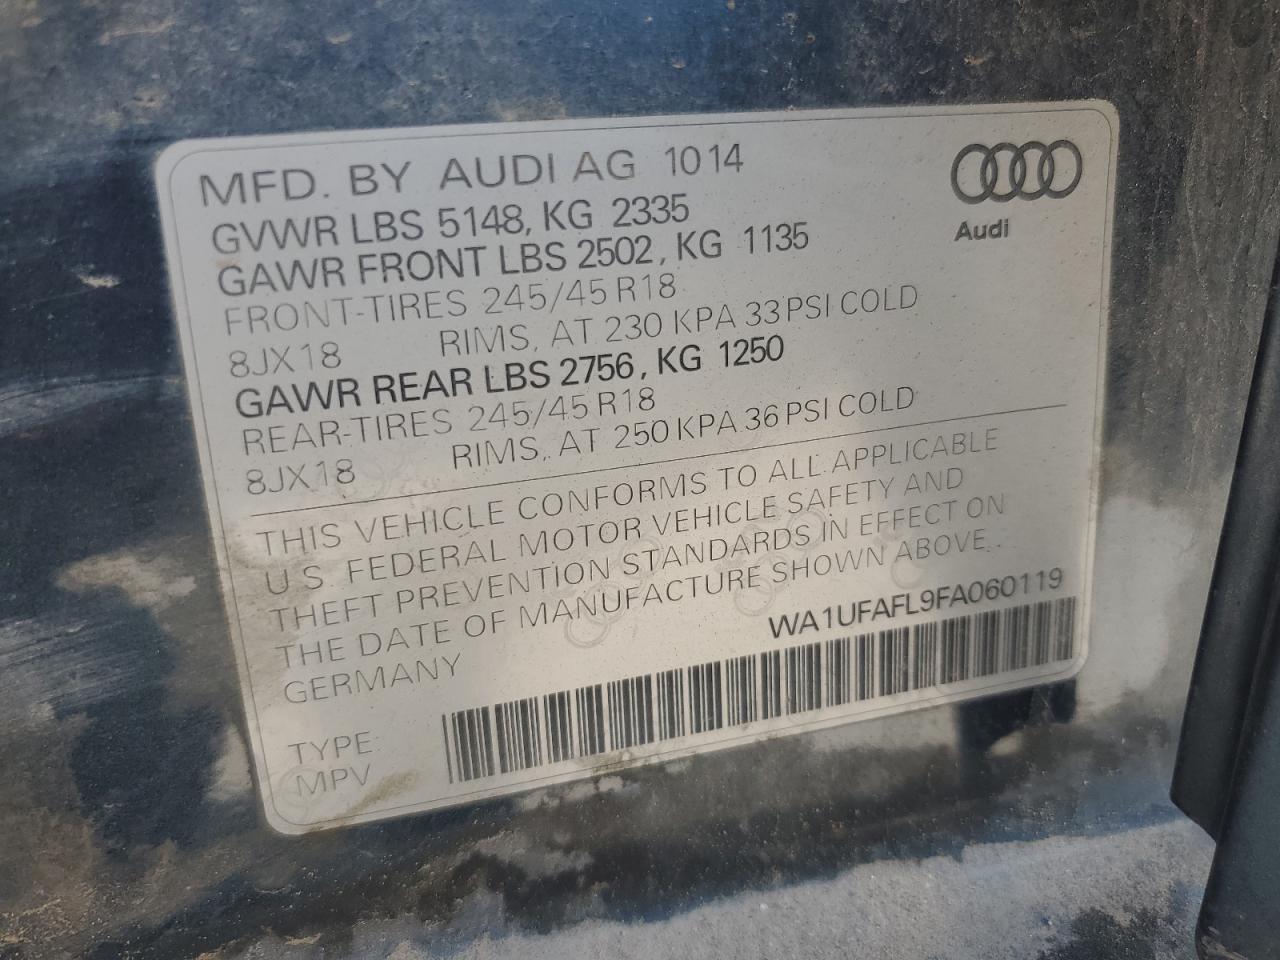 MFD. BY AUDI AG 10 14
GVWR LBS 5148, KG 2335
GAWR FRONT LBS 2502, KG 1135
FRONT-TIRES 245/45 R18
8JX18 RIMS, AT 230 KPA 33 PSI COLD
GAWR REAR LBS 2756, KG 1250
REAR-TIRES 245/45 R18
8JX18 RIMS, AT 250 KPA 36 PSI COLD
Audi
THIS VEHICLE CONFORMS TO ALL APPLICABLE
U.S. FEDERAL MOTOR VEHICLE SAFETY AND
THEFT PREVENTION STANDARDS IN EFFECT ON
THE DATE OF MANUFACTURE SHOWN ABOVE.
GERMANY
WA1UFAFL9FA060119
TYPE:
MPV